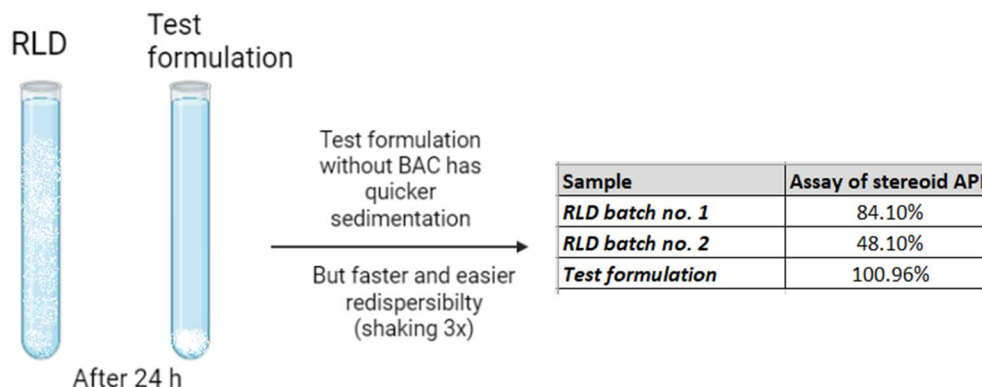 RLD
Test
formulation
After 24 h
Test formulation
without BAC has
quicker
sedimentation
But faster and easier
redispersibilty
(shaking 3x)
Sample Assay of stereoid API
RLD batch no. 1 84.10%
RLD batch no. 2 48.10%
Test formulation 100.96%